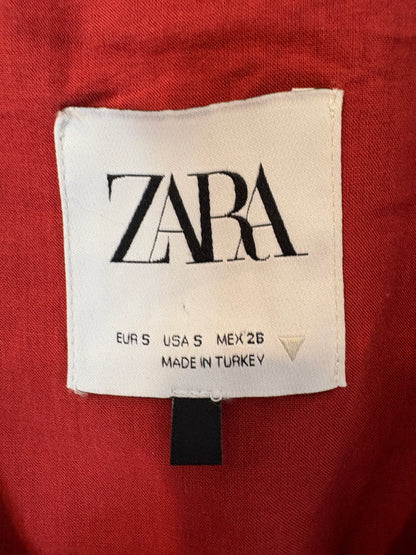 ZARA
EUR S USA S MEX 26
MADE IN TURKEY